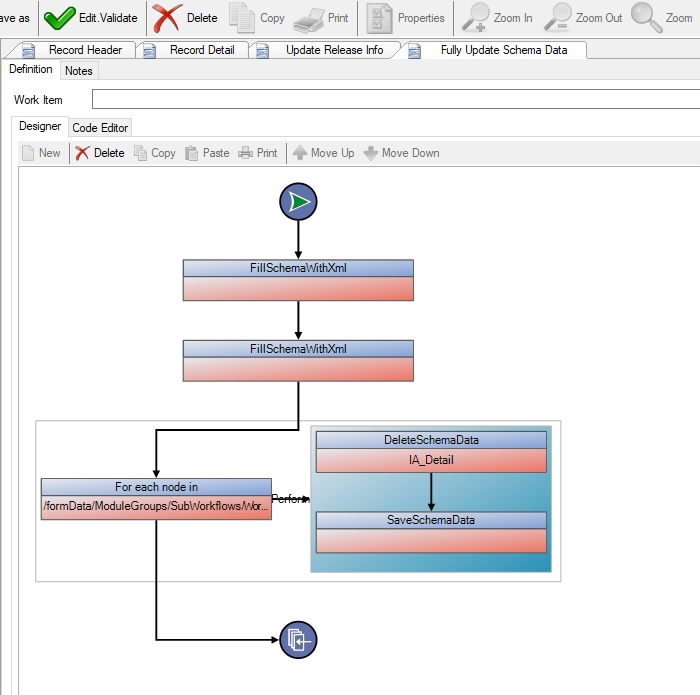 ve as Edit.Validate Delete Copy Print Properties Zoom In Zoom Out Zoom
Record Header Record Detail Update Release Info Fully Update Schema Data
Definition Notes
Work Item
Designer Code Editor
New Delete Copy Paste Print Move Up Move Down
FillSchemaWithXml
FillSchemaWithXml
DeleteSchemaData
IA_Detail
For each node in
/formData/ModuleGroups/SubWorkflows/Wor...
Perform
SaveSchemaData